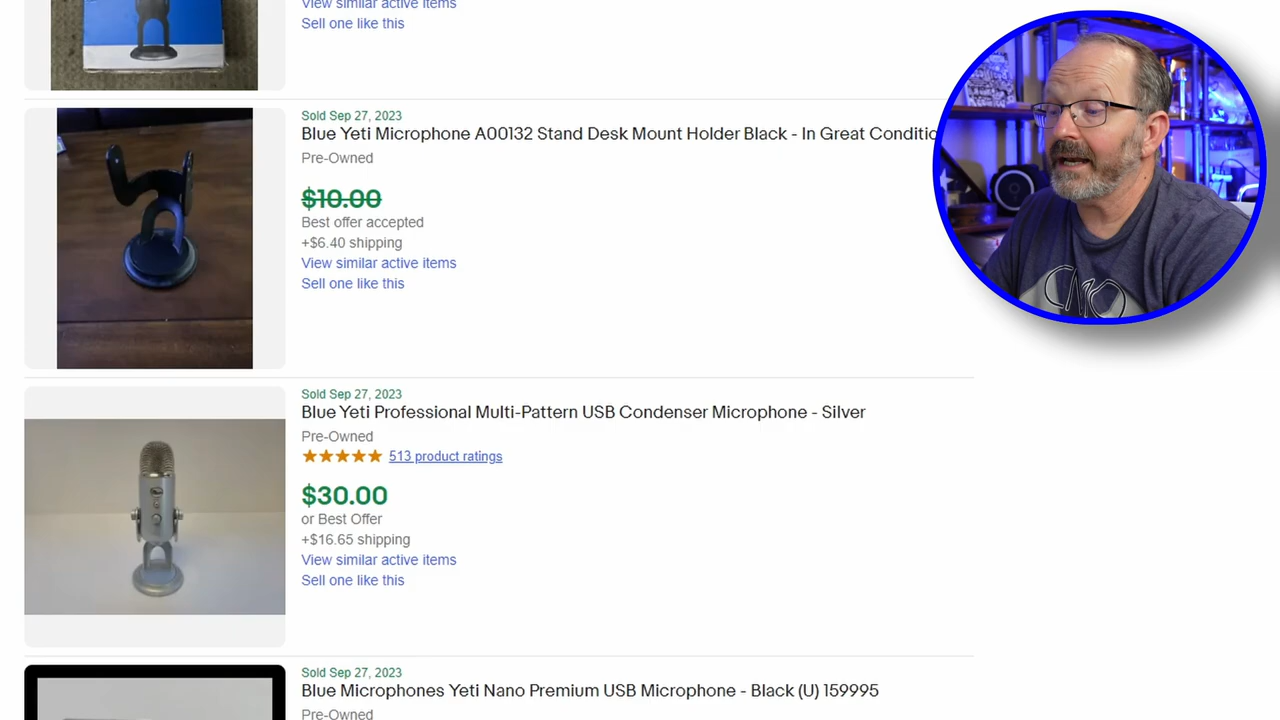 View similar active items
Sell one like this
Sold Sep 27, 2023
Blue Yeti Microphone A00132 Stand Desk Mount Holder Black - In Great Conditio
Pre-Owned
$10.00
Best offer accepted
+$6.40 shipping
View similar active items
Sell one like this
CMO
Sold Sep 27, 2023
Blue Yeti Professional Multi-Pattern USB Condenser Microphone - Silver
Pre-Owned
513 product ratings
$30.00
or Best Offer
+$16.65 shipping
View similar active items
Sell one like this
Sold Sep 27, 2023
Blue Microphones Yeti Nano Premium USB Microphone - Black (U) 159995
Pre-Owned